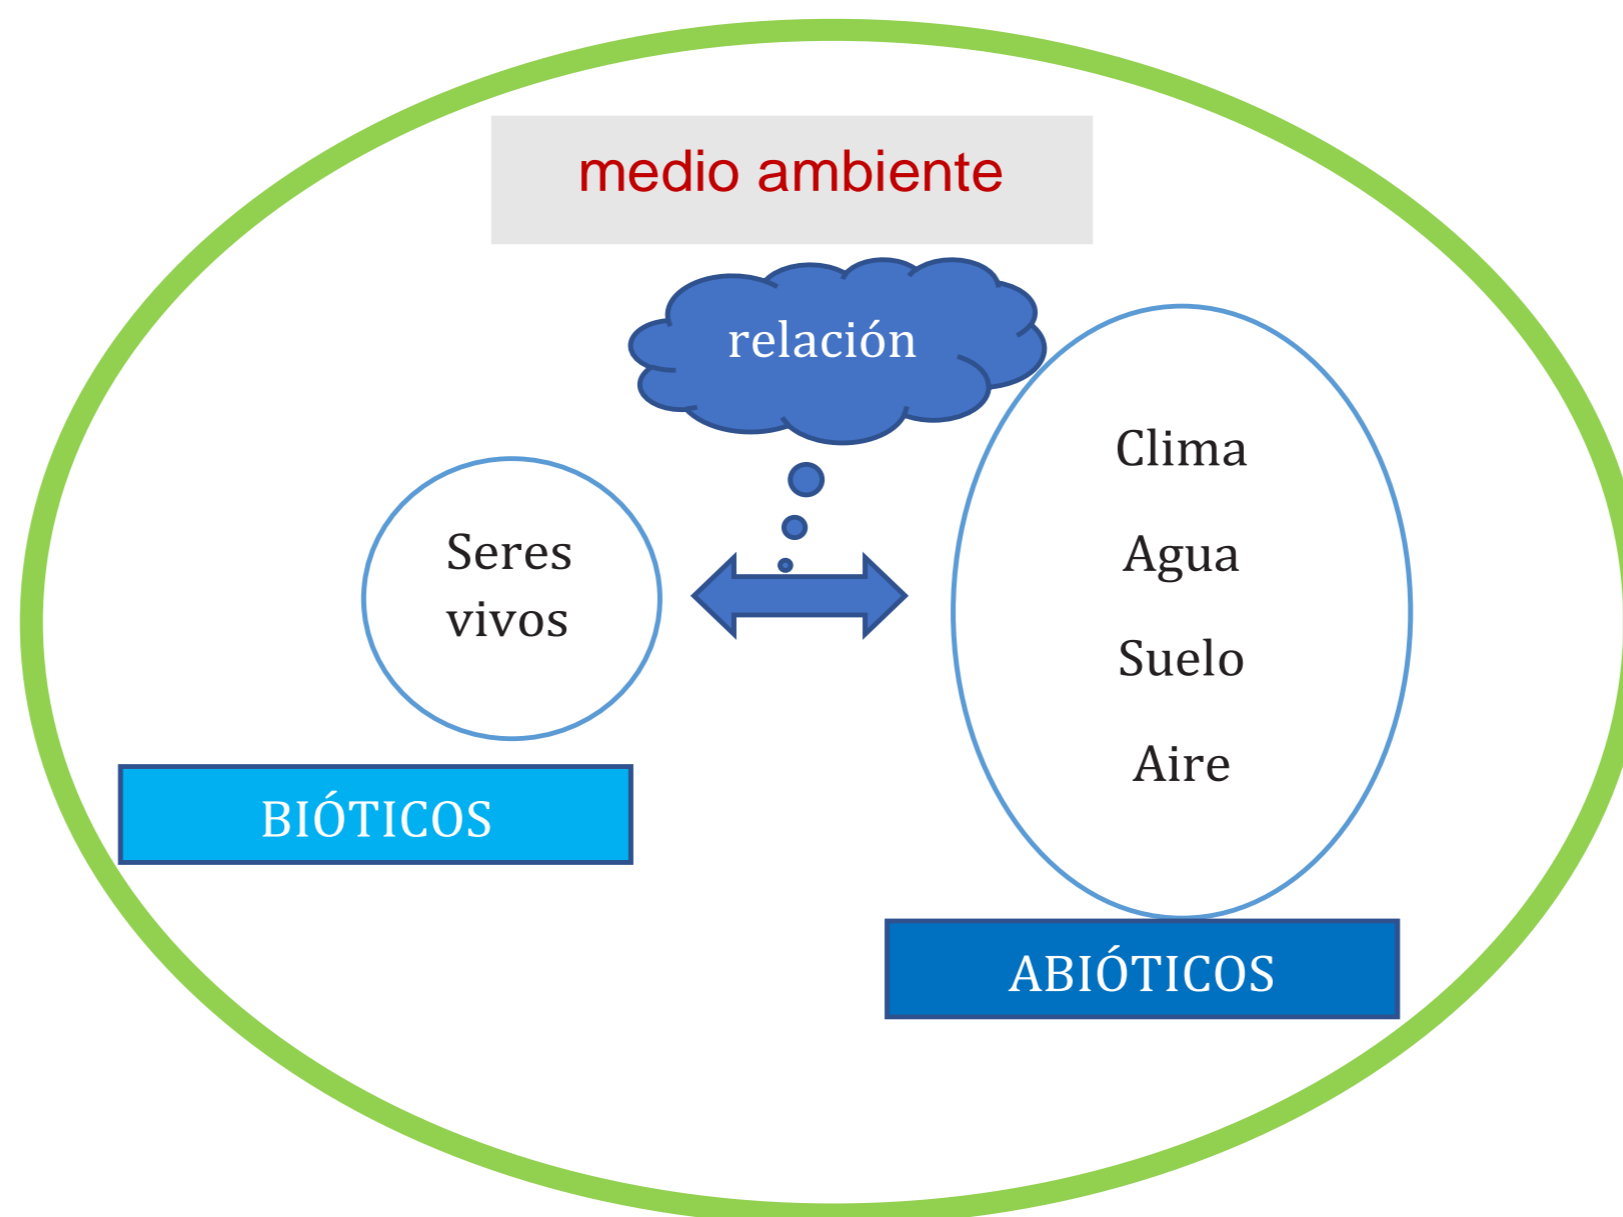 medio ambiente
relación
Seres
vivos
BIÓTICOS
Clima
Agua
Suelo
Aire
ABIÓTICOS